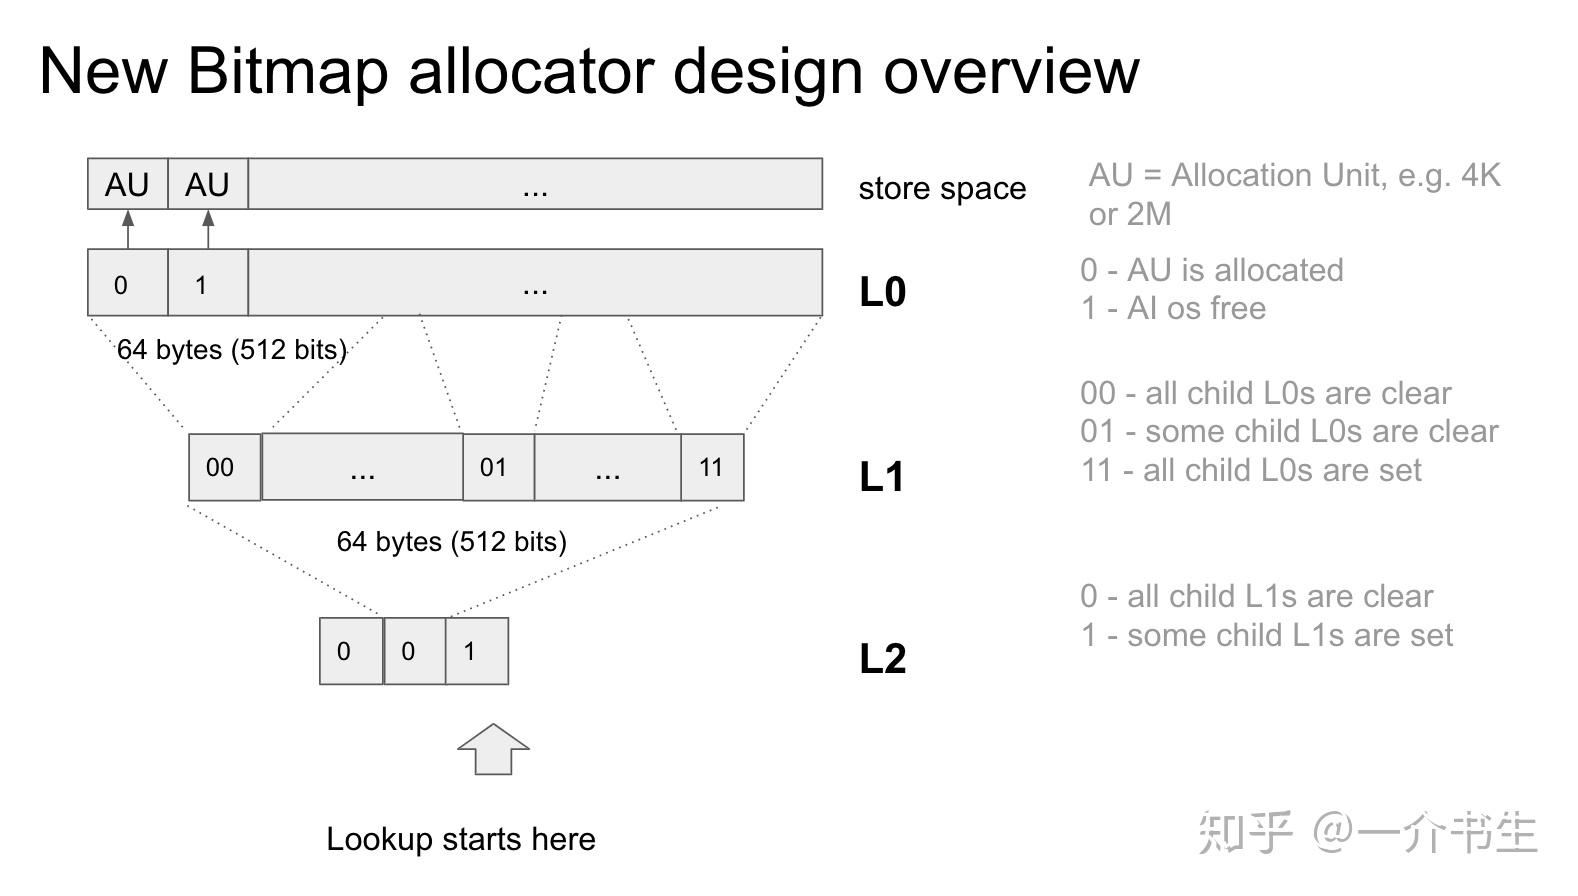 New Bitmap allocator design overview
AU AU ... store space
AU = Allocation Unit, e.g. 4K
or 2M
0 1 ... L0
0 - AU is allocated
1 - AI os free
64 bytes (512 bits)
00 ... 01 ... 11 L1
00 - all child L0s are clear
01 - some child L0s are clear
11 - all child L0s are set
64 bytes (512 bits)
0 0 1 L2
0 - all child L1s are clear
1 - some child L1s are set
Lookup starts here
知乎 @一介书生